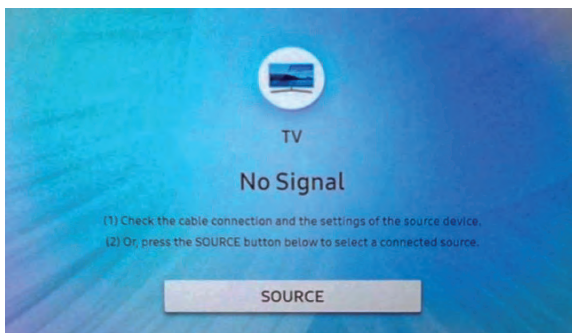 TV
No Signal
(1) Check the cable connection and the settings of the source device.
(2) Or, press the SOURCE button below to select a connected source.
SOURCE